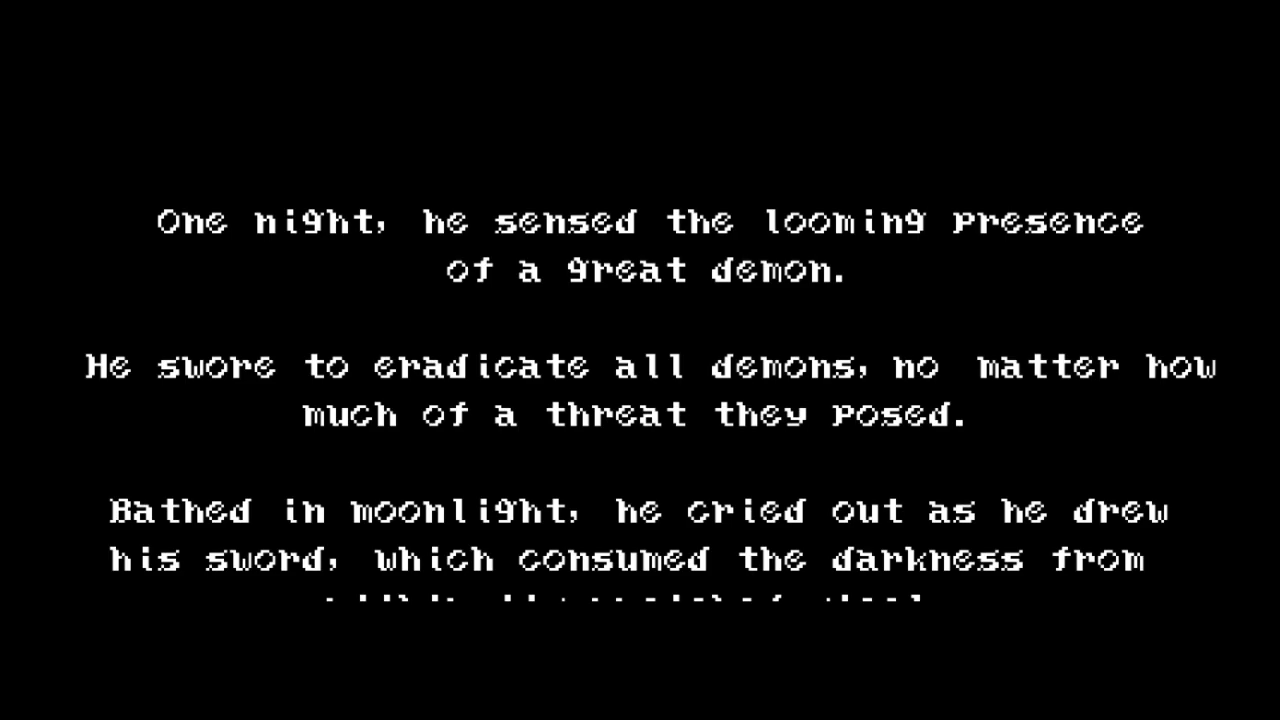 One night, he sensed the looming presence
of a great demon.
He swore to eradicate all demons, no matter how
much of a threat they posed.
Bathed in moonlight, he cried out as he drew
his sword, which consumed the darkness from